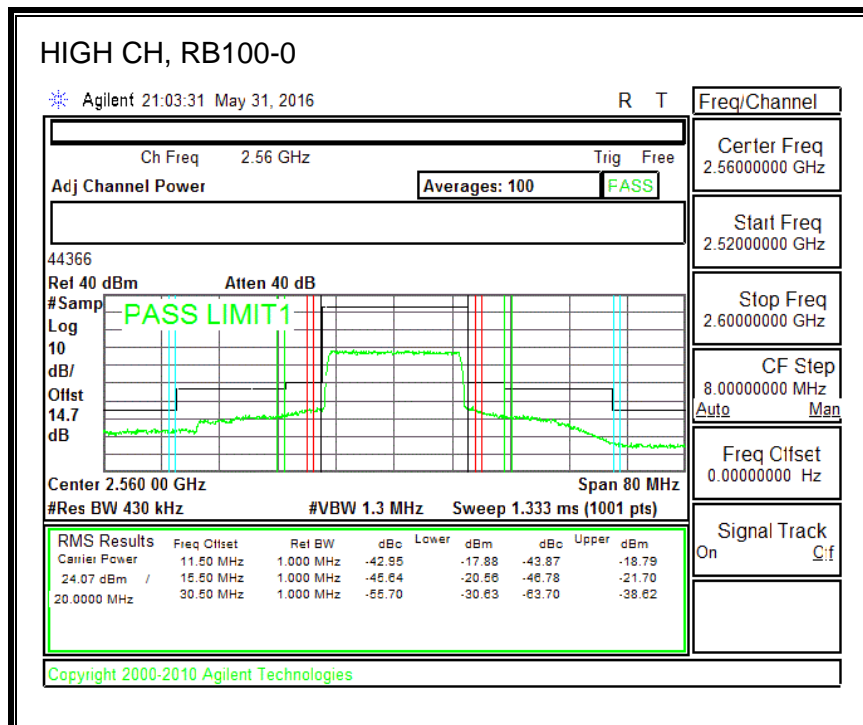 HIGH CH, RB100-0
Agilent 21:03:31 May 31, 2016 R T
Freq/Channel
Ch Freq 2.56 GHz Trig Free
Adj Channel Power Averages: 100 PASS
Center Freq
2.56000000 GHz
Start Freq
2.52000000 GHz
44366
Ref 40 dBm Atten 40 dB
#Samp
Log
10
dB/
Offst
14.7
dB
PASS LIMIT1
Stop Freq
2.60000000 GHz
CF Step
8.00000000 MHz
Auto Man
Center 2.560 00 GHz Span 80 MHz
#Res BW 430 kHz #VBW 1.3 MHz Sweep 1.333 ms (1001 pts)
Freq Offset
0.00000000 Hz
Signal Track
On Off
RMS Results Freq Offset Ref BW dBc Lower dBm dBc Upper dBm
Carrier Power 11.50 MHz 1.000 MHz -42.95 -17.88 -43.87 -18.79
24.07 dBm / 15.50 MHz 1.000 MHz -45.64 -20.56 -46.78 -21.70
20.0000 MHz 30.50 MHz 1.000 MHz -55.70 -30.63 -63.70 -38.62
Copyright 2000-2010 Agilent Technologies